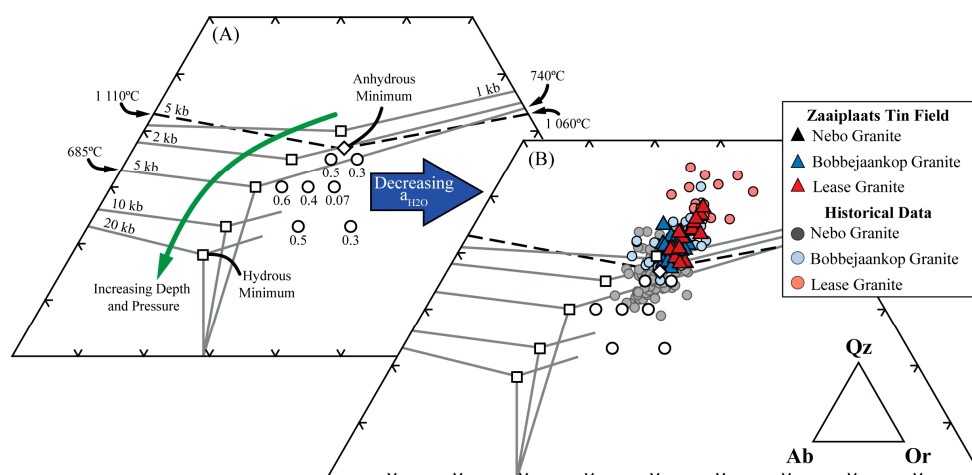 (A)
1 110ºC
5 kb
Anhydrous
Minimum
1 kb
740ºC
1 060ºC
2 kb
685ºC
5 kb
0.5
0.3
0.6
0.4
0.07
10 kb
20 kb
0.5
0.3
Increasing Depth
and Pressure
Hydrous
Minimum
Decreasing
aH2O
(B)
Zaaiplaats Tin Field
Nebo Granite
Bobbejaankop Granite
Lease Granite
Historical Data
Nebo Granite
Bobbejaankop Granite
Lease Granite
Qz
Ab
Or